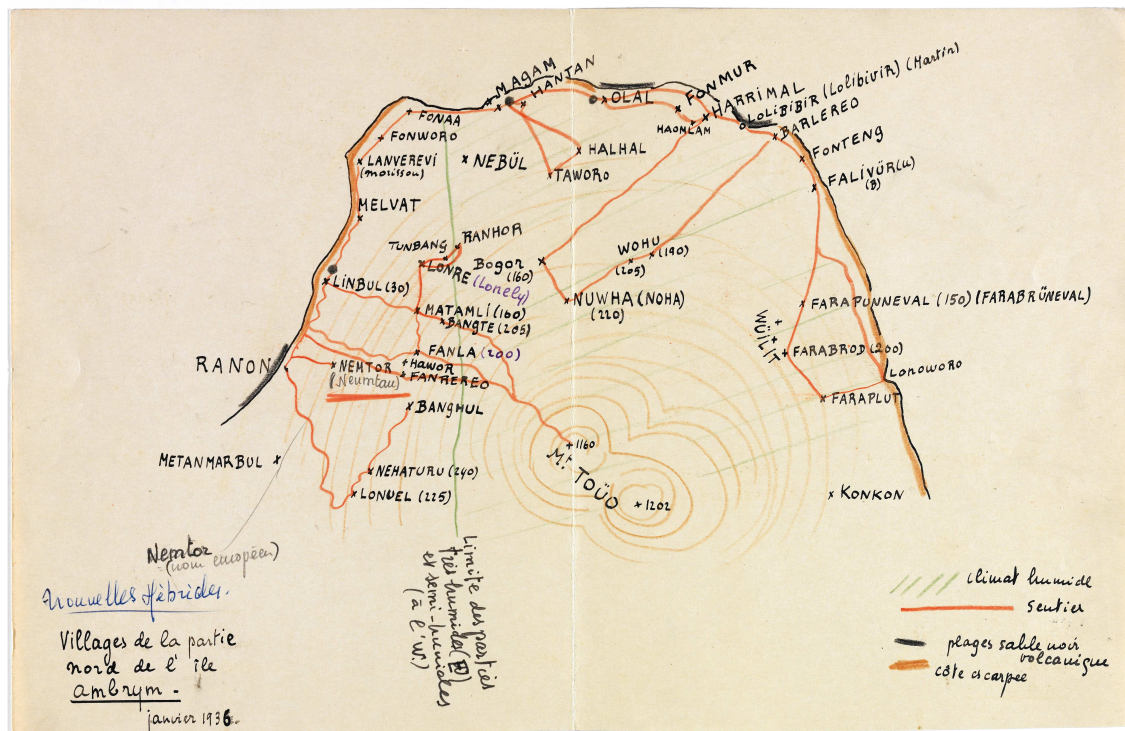 MAGAM
HANTAN
OLAL
FONMUR
HARRIMAL
LOLIBIBIR (Lolibivir) (Martin)
BARLEREO
HAOMLAM
FONAA
FONWORO
LANVEREVI
(morisson)
NEBÜL
HALHAL
TAWORO
FONTENG
FALIVÜR(u)
(B)
MELVAT
TUNBANG
RANHOR
LONRE (Lonely)
Bogor
(160)
WOHU
(190)
(205)
LINBUL (30)
NUWHA (NOHA)
(220)
MATAMLI (160)
BANGTE (205)
FARAPUNNEVAL (150) (FARABRÜNEVAL)
WÜILIT
FANLA (200)
FARABROD (200)
RANON
NEMTOR
(Neumtau)
HAWOR
FANREREO
LONOWORO
FARAPLUT
BANGHUL
1160
Mt TOÜO
1202
METANMARBUL
NEHATURU (240)
LONUEL (225)
KONKON
Nemtor
(nom européen)
Limite des parties
très humides (E)
et semi-humides
(à l'W.)
Nouvelles Hébrides.
Villages de la partie
nord de l'île
ambrym -
janvier 1936.
climat humide
sentier
plages sable noir
volcanique
côte escarpée